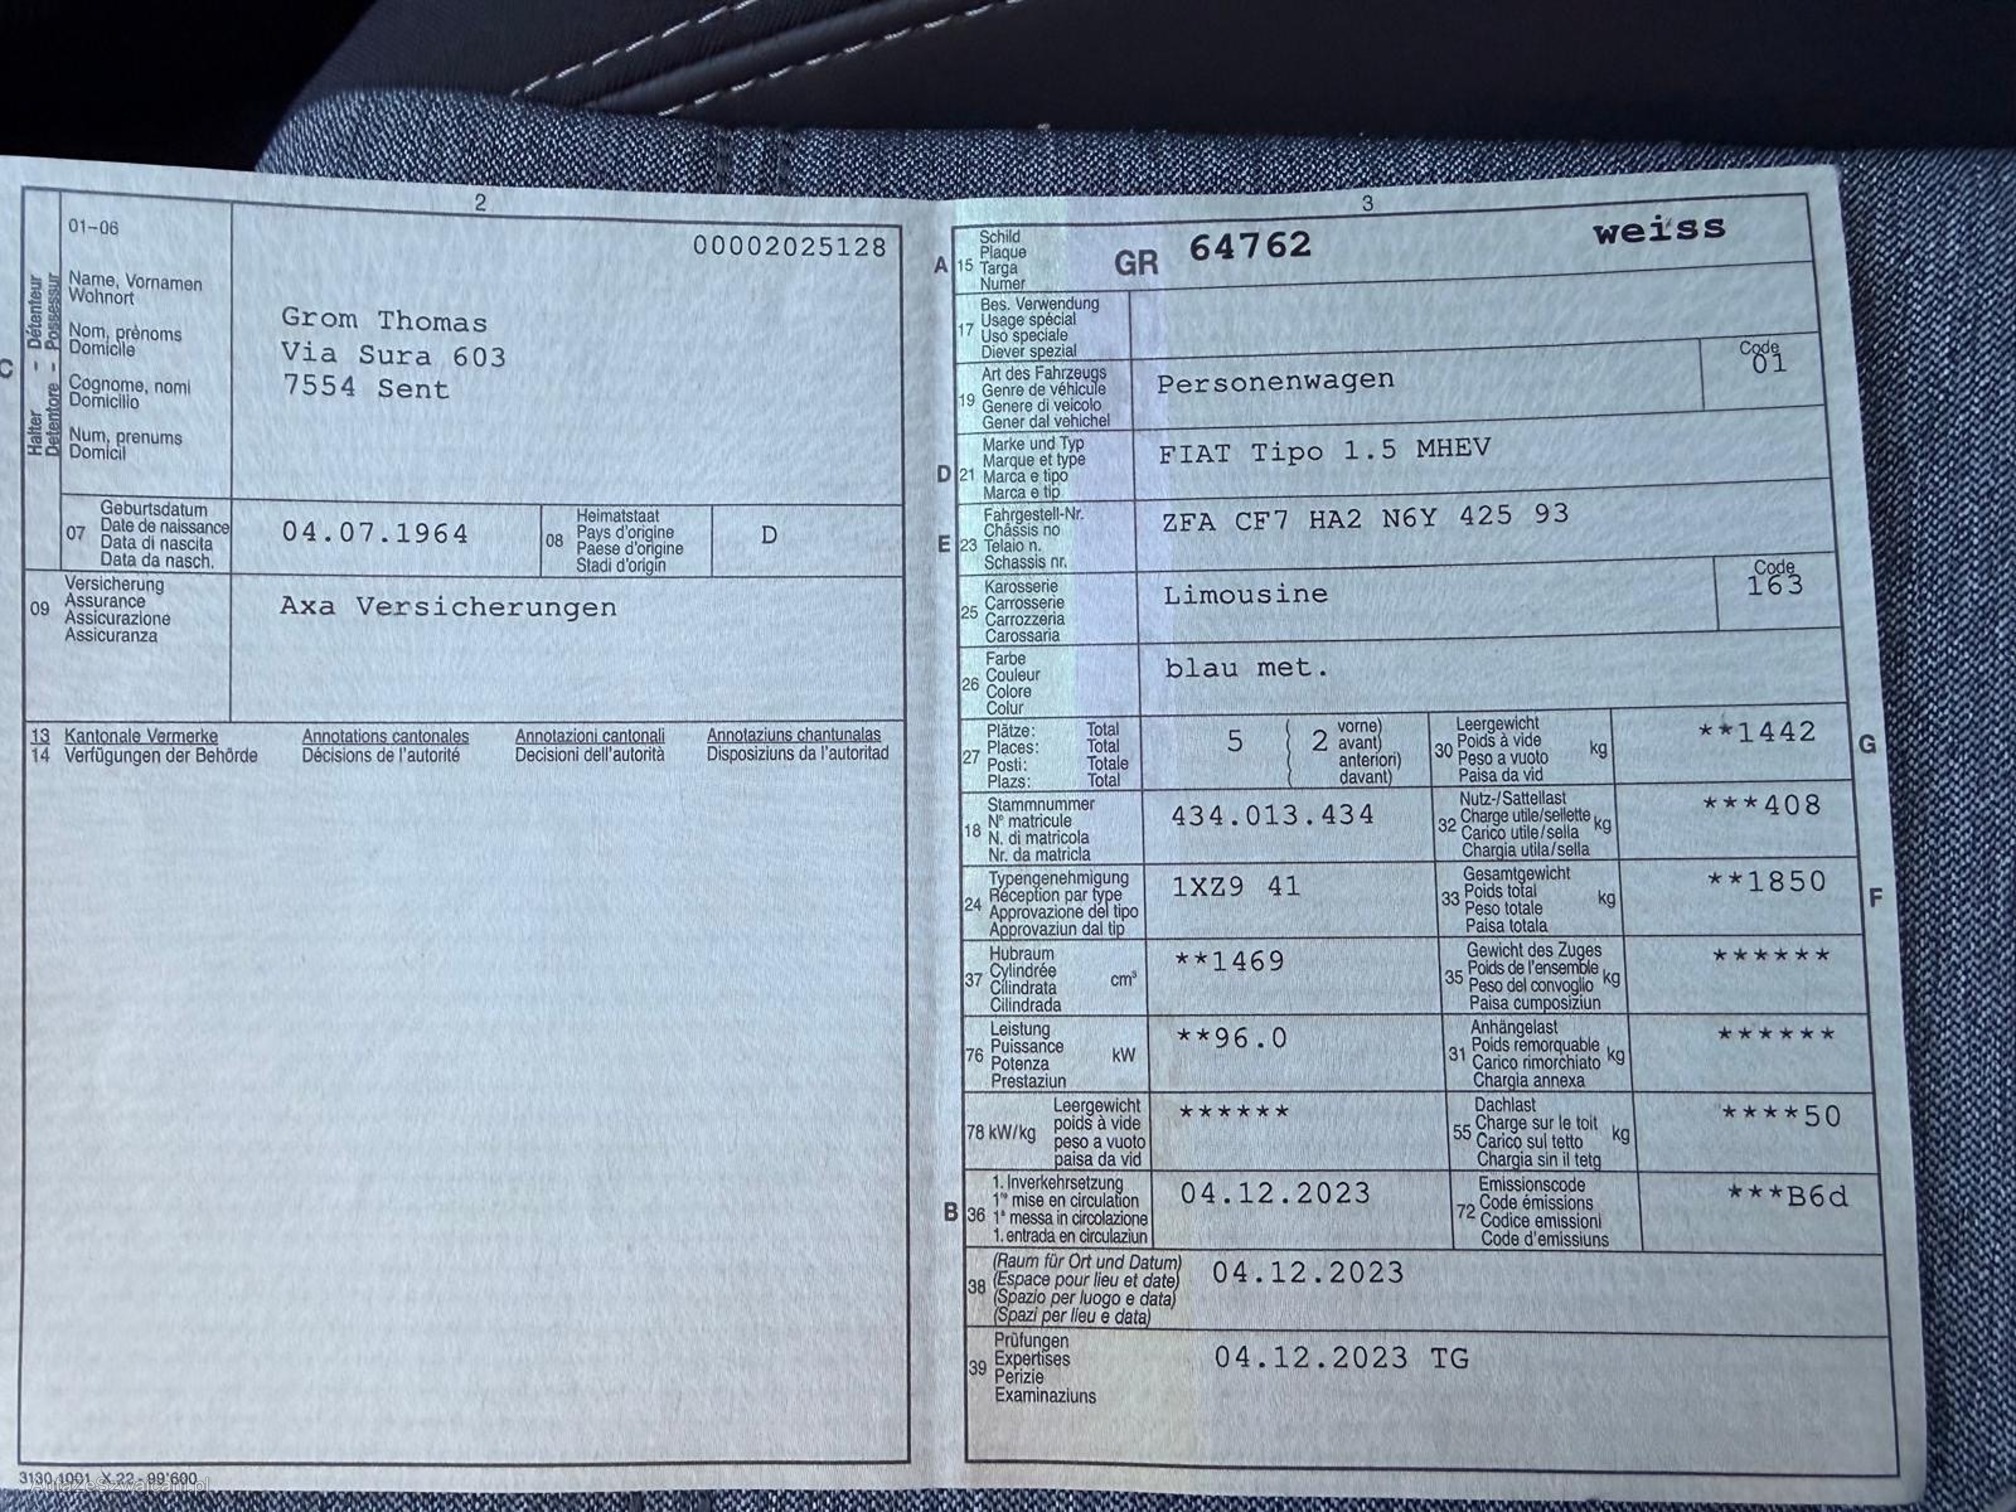 2
01-06
00002025128
Halter - Détenteur
Detentore - Possessur
C
Name, Vornamen
Wohnort
Nom, prénoms
Domicile
Cognome, nomi
Domicilio
Num, prenums
Domicil
Grom Thomas
Via Sura 603
7554 Sent
07
Geburtsdatum
Date de naissance
Data di nascita
Data da nasch.
04.07.1964
08
Heimatstaat
Pays d'origine
Paese d'origine
Stadi d'origin
D
09
Versicherung
Assurance
Assicurazione
Assicuranza
Axa Versicherungen
13 Kantonale Vermerke Annotations cantonales Annotazioni cantonali Annotaziuns chantunalas
14 Verfügungen der Behörde Décisions de l'autorité Decisioni dell'autorità Disposiziuns da l'autoritad
3130 1001 X.22 - 99'600
3
A 15
Schild
Plaque
Targa
Numer
GR 64762 weiss
17
Bes. Verwendung
Usage spécial
Uso speciale
Diever spezial
19
Art des Fahrzeugs
Genre de véhicule
Genere di veicolo
Gener dal vehichel
Personenwagen
Code
01
D 21
Marke und Typ
Marque et type
Marca e tipo
Marca e tip
FIAT Tipo 1.5 MHEV
E 23
Fahrgestell-Nr.
Châssis no
Telaio n.
Schassis nr.
ZFA CF7 HA2 N6Y 425 93
25
Karosserie
Carrosserie
Carrozzeria
Carossaria
Limousine
Code
163
26
Farbe
Couleur
Colore
Colur
blau met.
27
Plätze: Total
Places: Total
Posti: Totale
Plazs: Total
5 ( 2
vorne)
avant)
anteriori)
davant)
30
Leergewicht
Poids à vide
Peso a vuoto
Paisa da vid
kg
**1442
G
18
Stammnummer
N° matricule
N. di matricola
Nr. da matricla
434.013.434
32
Nutz-/Sattellast
Charge utile/sellette
Carico utile/sella
Chargia utila/sella
kg
***408
24
Typengenehmigung
Réception par type
Approvazione del tipo
Approvaziun dal tip
1XZ9 41
33
Gesamtgewicht
Poids total
Peso totale
Paisa totala
kg
**1850
F
37
Hubraum
Cylindrée
Cilindrata
Cilindrada
cm³
**1469
35
Gewicht des Zuges
Poids de l'ensemble
Peso del convoglio
Paisa cumposiziun
kg
******
76
Leistung
Puissance
Potenza
Prestaziun
kW
**96.0
31
Anhängelast
Poids remorquable
Carico rimorchiato
Chargia annexa
kg
******
78 kW/kg
Leergewicht
poids à vide
peso a vuoto
paisa da vid
******
55
Dachlast
Charge sur le toit
Carico sul tetto
Chargia sin il tetg
kg
****50
B 36
1. Inverkehrsetzung
1re mise en circulation
1a messa in circolazione
1. entrada en circulaziun
04.12.2023
72
Emissionscode
Code émissions
Codice emissioni
Code d'emissiuns
***B6d
38
(Raum für Ort und Datum)
(Espace pour lieu et date)
(Spazio per luogo e data)
(Spazi per lieu e data)
04.12.2023
39
Prüfungen
Expertises
Perizie
Examinaziuns
04.12.2023 TG